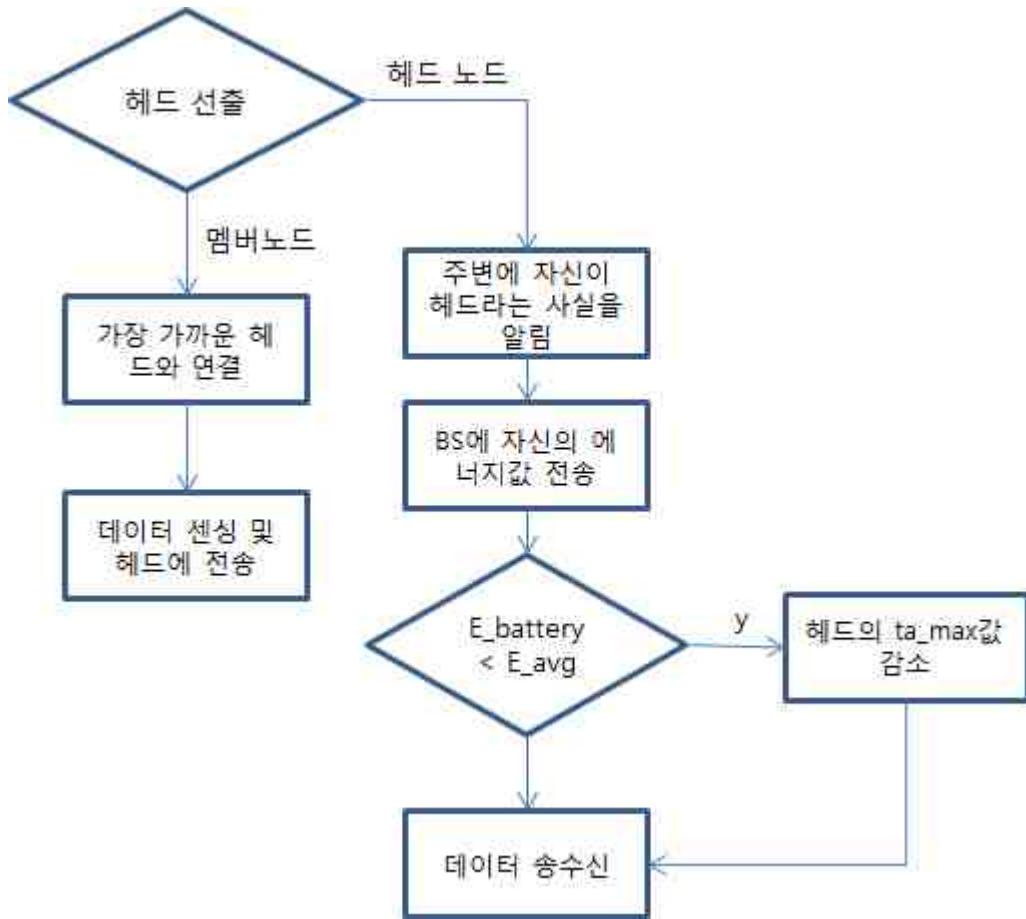 헤드 선출
헤드 노드
멤버노드
주변에 자신이
헤드라는 사실을
알림
가장 가까운 헤
드와 연결
BS에 자신의 에
너지값 전송
데이터 센싱 및
헤드에 전송
E_battery
< E_avg
y
헤드의 ta_max값
감소
데이터 송수신